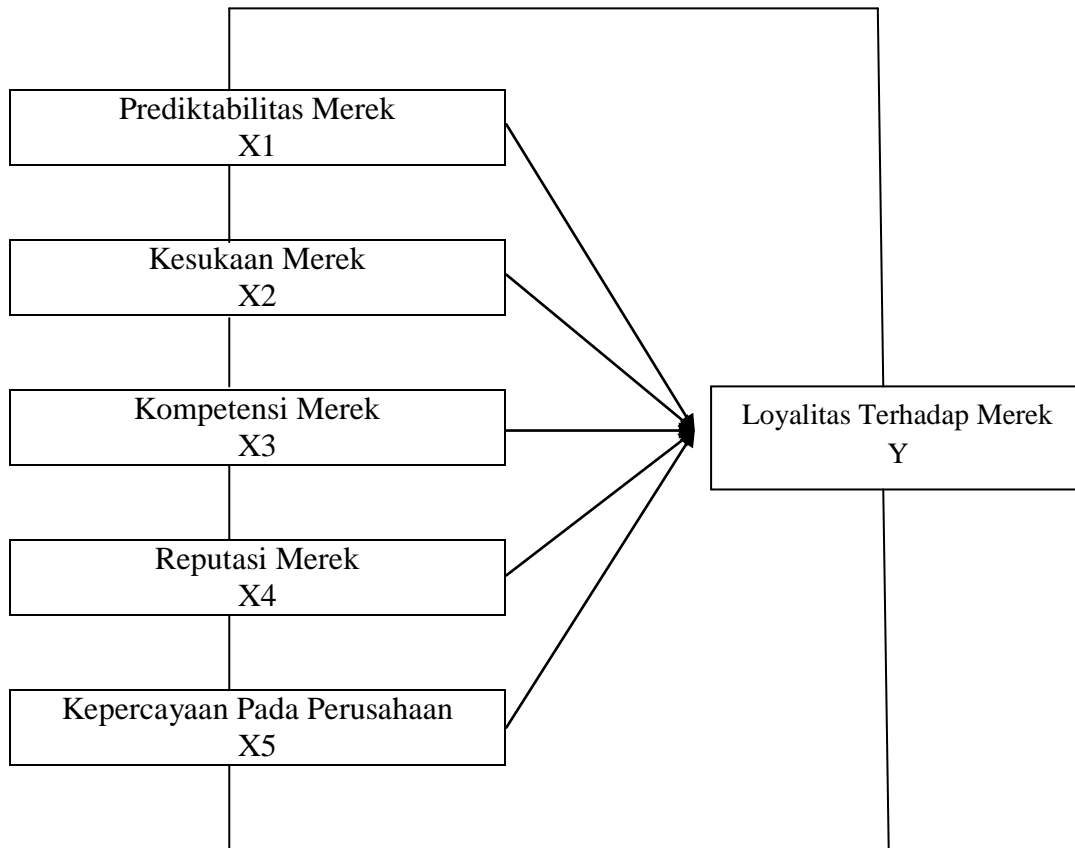 Prediktabilitas Merek
X1
Kesukaan Merek
X2
Kompetensi Merek
X3
Reputasi Merek
X4
Kepercayaan Pada Perusahaan
X5
Loyalitas Terhadap Merek
Y